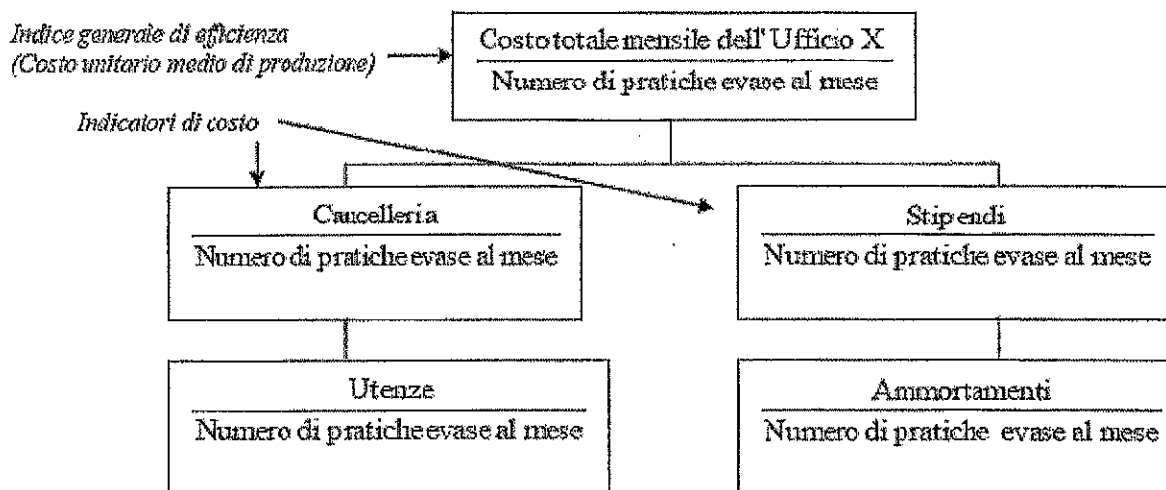 Indice generale di efficienza
(Costo unitario medio di produzione)
Costo totale mensile dell'Ufficio X
Numero di pratiche evase al mese
Indicatori di costo
Cancelleria
Numero di pratiche evase al mese
Stipendi
Numero di pratiche evase al mese
Utenze
Numero di pratiche evase al mese
Ammortamenti
Numero di pratiche evase al mese